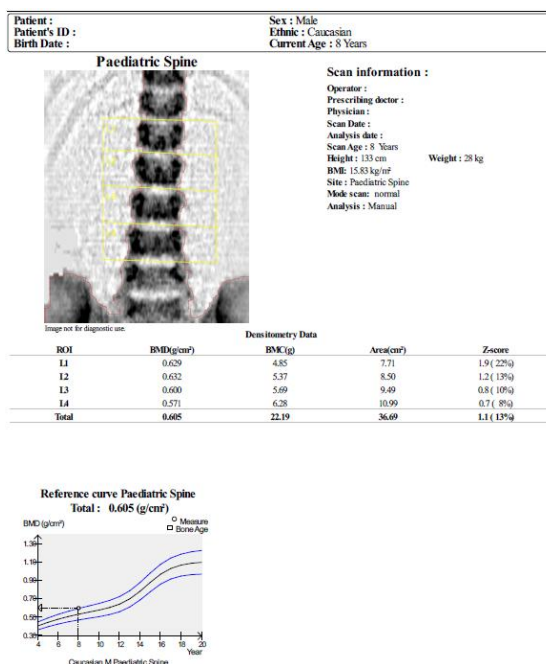 Patient :
Patient's ID :
Birth Date :
Sex : Male
Ethnic : Caucasian
Current Age : 8 Years
Paediatric Spine
Image not for diagnostic use.
Scan information :
Operator :
Prescribing doctor :
Physician :
Scan Date :
Analysis date :
Scan Age : 8 Years
Height : 133 cm Weight : 28 kg
BMI: 15.83 kg/m²
Site : Paediatric Spine
Mode scan: normal
Analysis : Manual
Densitometry Data
ROI BMD(g/cm²) BMC(g) Area(cm²) Z-score
L1 0.629 4.85 7.71 1.9 ( 22%)
L2 0.632 5.37 8.50 1.2 ( 13%)
L3 0.600 5.69 9.49 0.8 ( 10%)
L4 0.571 6.28 10.99 0.7 ( 8%)
Total 0.605 22.19 36.69 1.1 ( 13%)
Reference curve Paediatric Spine
Total : 0.605 (g/cm²)
BMD (g/cm²)
Measure
Bone Age
4 6 8 10 12 14 16 18 20
Year
Caucasian M Paediatric Spine